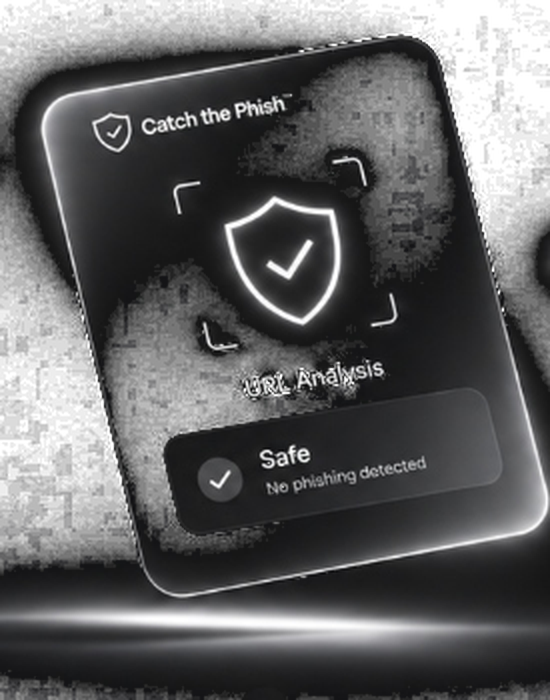 Catch the Phish™
URL Analysis
Safe
No phishing detected